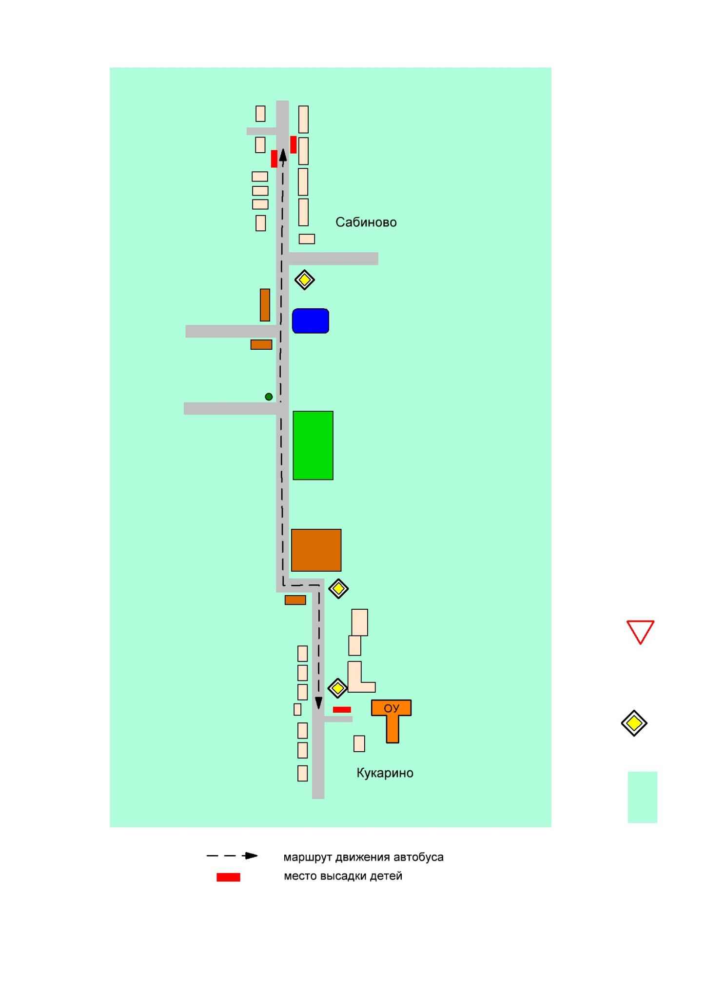 Сабиново
ОУ
Кукарино
маршрут движения автобуса
место высадки детей